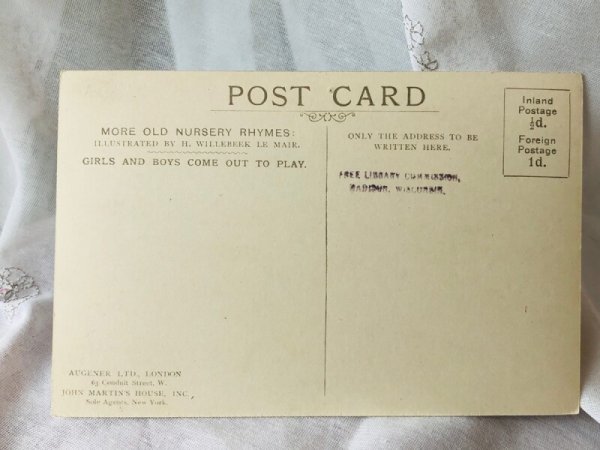 POST CARD
MORE OLD NURSERY RHYMES:
ILLUSTRATED BY H. WILLEBEEK LE MAIR.
GIRLS AND BOYS COME OUT TO PLAY.
ONLY THE ADDRESS TO BE
WRITTEN HERE.
Inland
Postage
½d.
Foreign
Postage
1d.
FREE LIBRARY COMMISSION,
MADISON, WISCONSIN.
AUGENER LTD., LONDON
63 Conduit Street, W.
JOHN MARTIN'S HOUSE, INC.,
Sole Agents, New York.